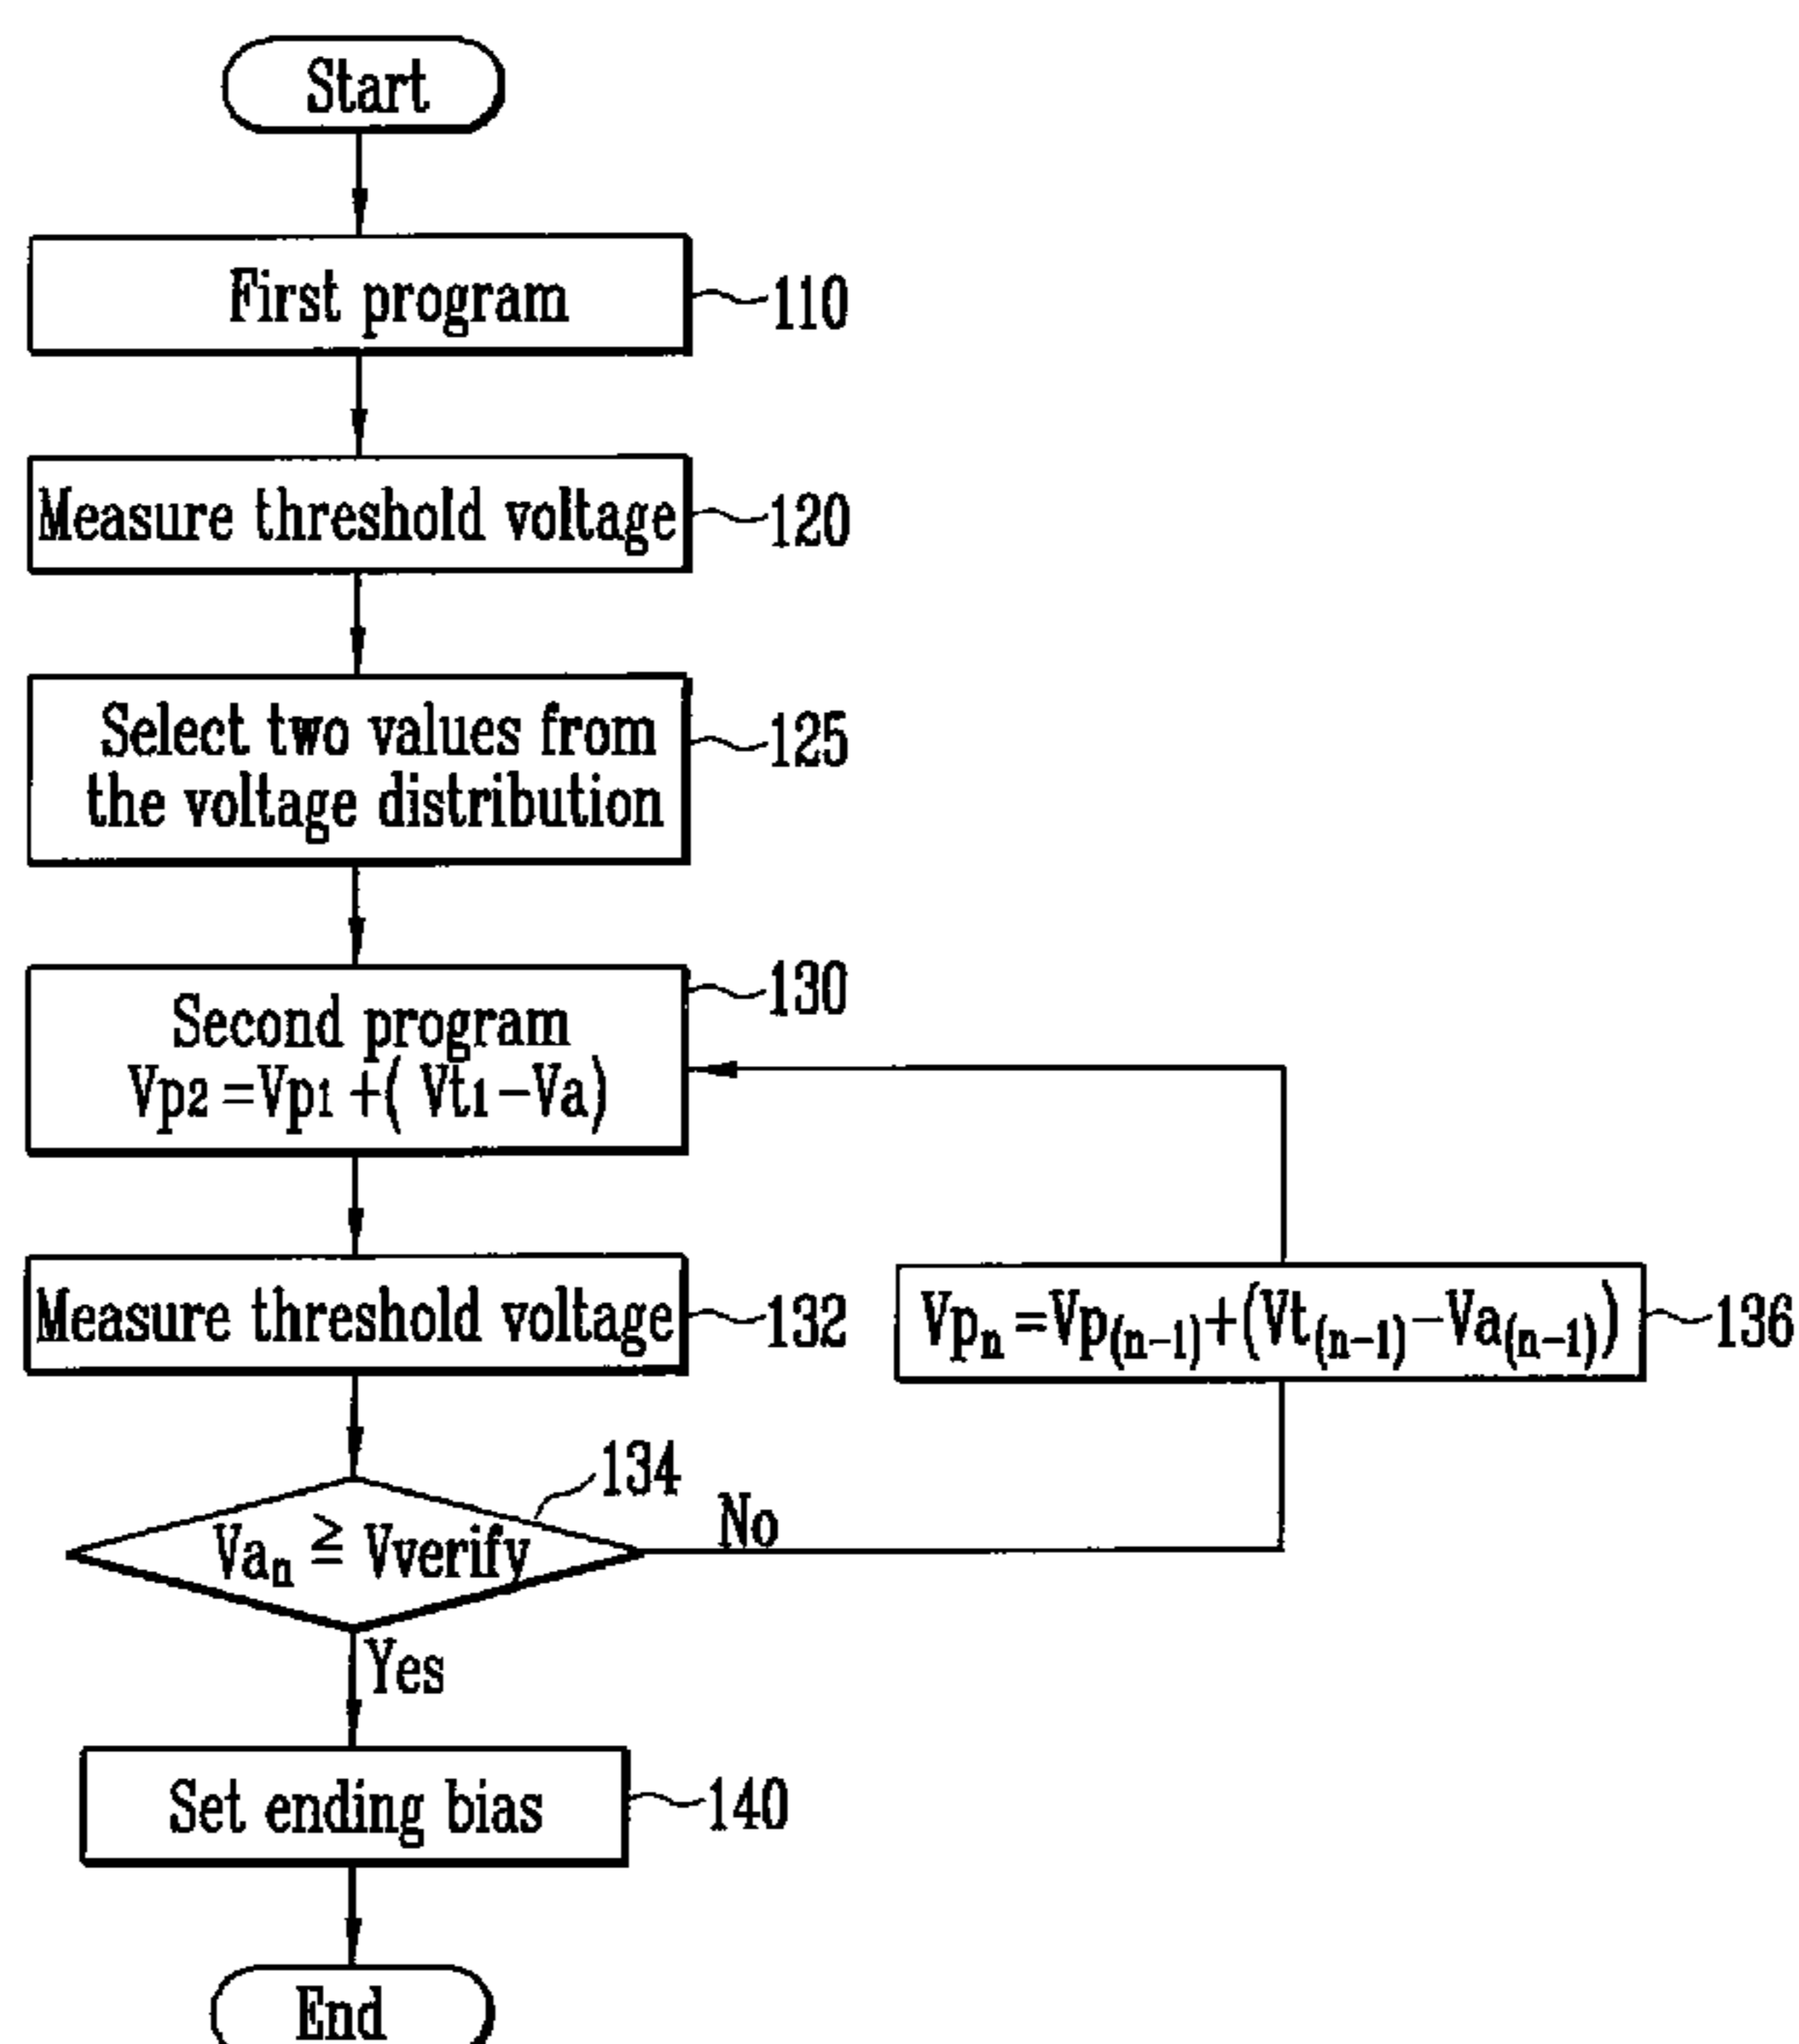 Start
First program
110
Measure threshold voltage
120
Select two values from
the voltage distribution
125
130
Second program
Vp2 =Vp1 +( Vt1 -Va)
Measure threshold voltage
132
Vpn =Vp(n-1)+(Vt(n-1)-Va(n-1))
136
134
Van ≥ Vverify
No
Yes
Set ending bias
140
End